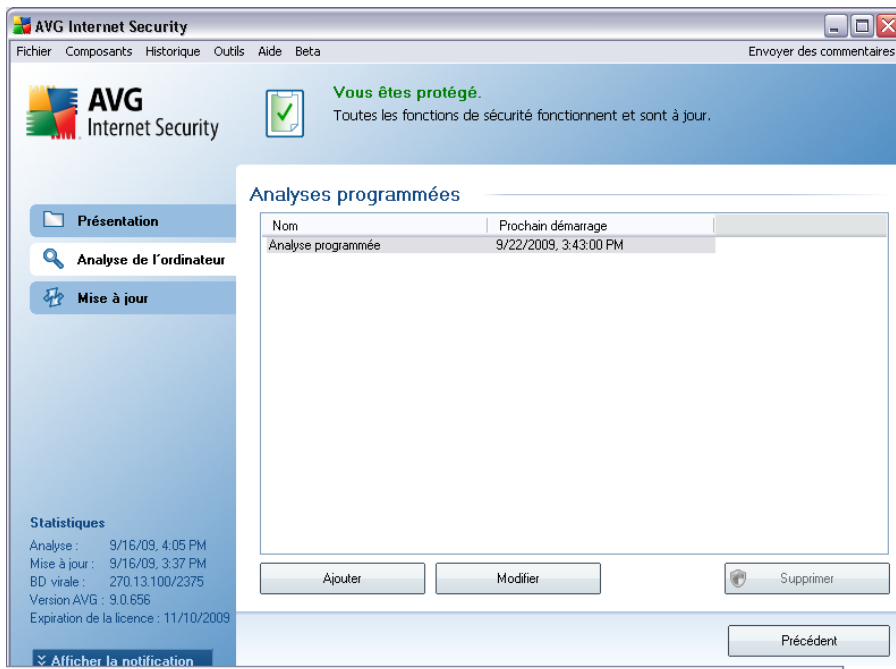 AVG Internet Security
Fichier Composants Historique Outils Aide Beta Envoyer des commentaires
AVG
Internet Security
Vous êtes protégé.
Toutes les fonctions de sécurité fonctionnent et sont à jour.
Présentation
Analyse de l'ordinateur
Mise à jour
Analyses programmées
Nom Prochain démarrage
Analyse programmée 9/22/2009, 3:43:00 PM
Statistiques
Analyse : 9/16/09, 4:05 PM
Mise à jour : 9/16/09, 3:37 PM
BD virale : 270.13.100/2375
Version AVG : 9.0.656
Expiration de la licence : 11/10/2009
Afficher la notification
Ajouter Modifier Supprimer
Précédent